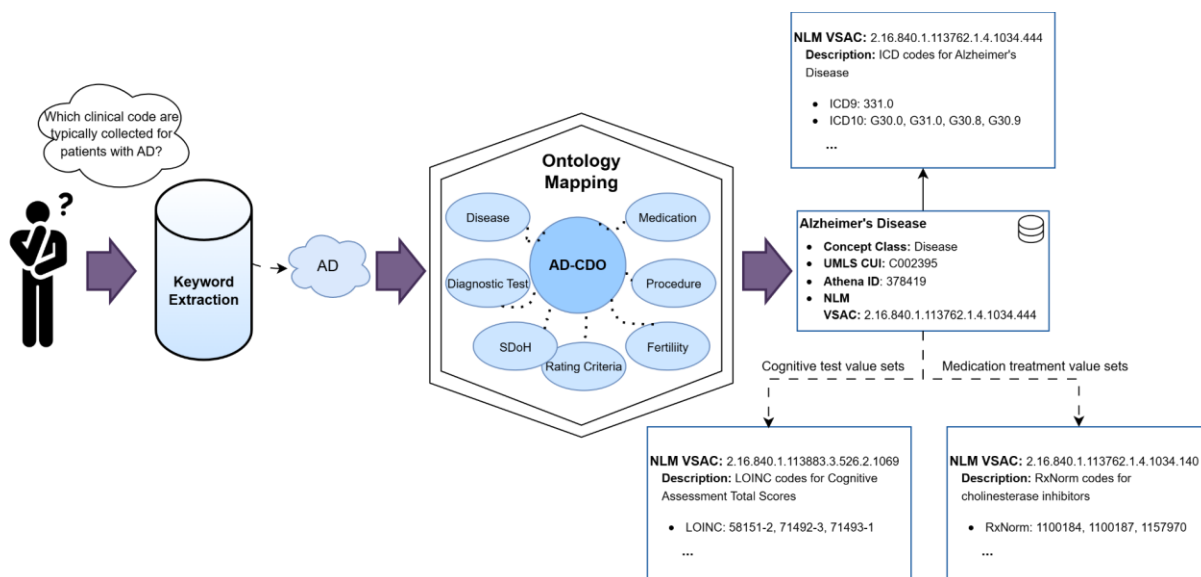 Which clinical code are
typically collected for
patients with AD?
?
Keyword
Extraction
AD
Ontology
Mapping
Disease
Medication
AD-CDO
Diagnostic Test
Procedure
SDoH
Rating Criteria
Fertiliity
NLM VSAC: 2.16.840.1.113762.1.4.1034.444
Description: ICD codes for Alzheimer's
Disease
• ICD9: 331.0
• ICD10: G30.0, G31.0, G30.8, G30.9
...
Alzheimer's Disease
• Concept Class: Disease
• UMLS CUI: C002395
• Athena ID: 378419
• NLM
VSAC: 2.16.840.1.113762.1.4.1034.444
Cognitive test value sets
Medication treatment value sets
NLM VSAC: 2.16.840.1.113883.3.526.2.1069
Description: LOINC codes for Cognitive
Assessment Total Scores
• LOINC: 58151-2, 71492-3, 71493-1
...
NLM VSAC: 2.16.840.1.113762.1.4.1034.140
Description: RxNorm codes for
cholinesterase inhibitors
• RxNorm: 1100184, 1100187, 1157970
...